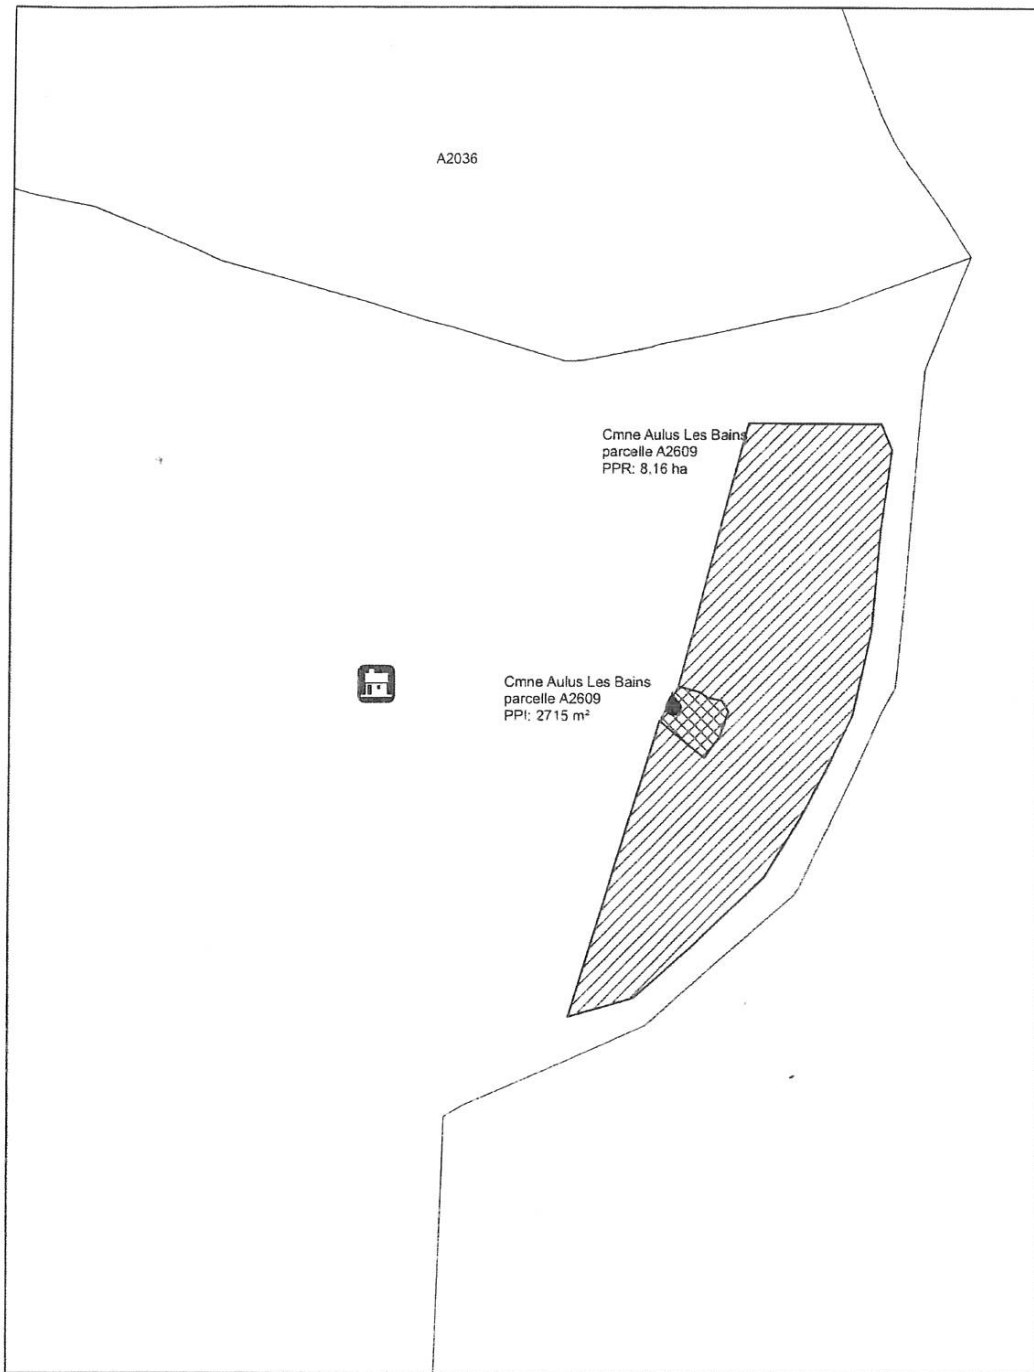 A2036
Cmne Aulus Les Bains
parcelle A2609
PPR: 8.16 ha
Cmne Aulus Les Bains
parcelle A2609
PPI: 2715 m²